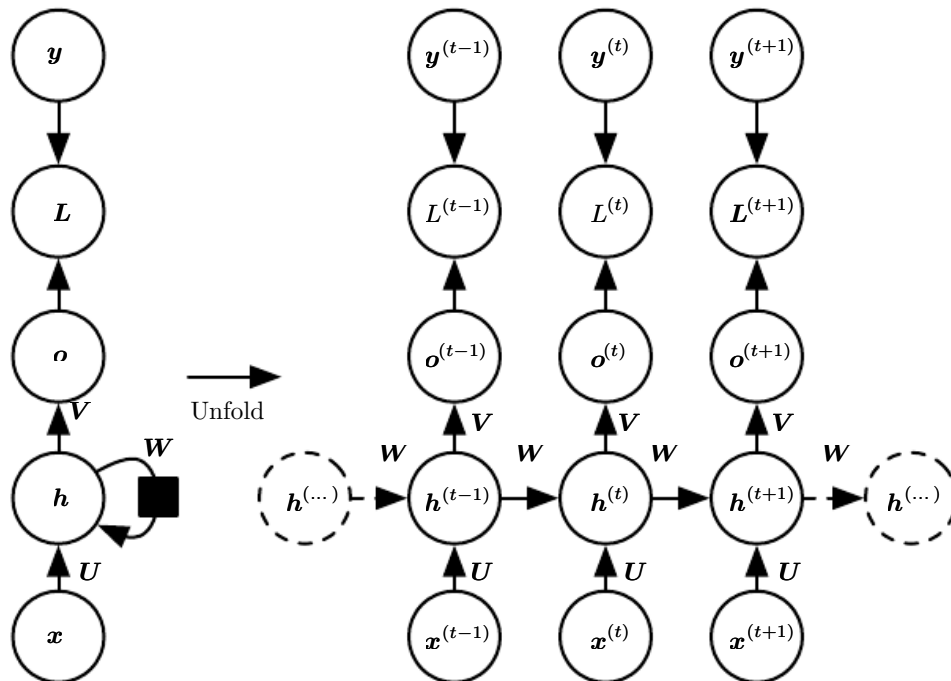 y y^(t−1) y^(t) y^(t+1)
L L^(t−1) L^(t) L^(t+1)
o o^(t−1) o^(t) o^(t+1)
V Unfold V V V
W W W W W
h h^(...) h^(t−1) h^(t) h^(t+1) h^(...)
U U U U
x x^(t−1) x^(t) x^(t+1)